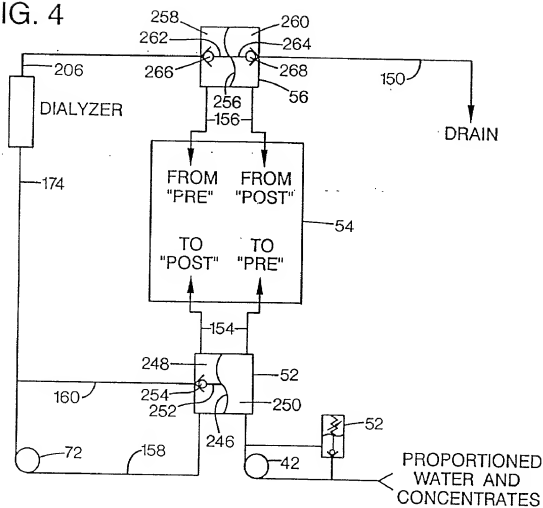 IG. 4
258
260
262
264
206
266
268
256
56
150
DIALYZER
156
DRAIN
FROM "PRE"
FROM "POST"
174
54
TO "POST"
TO "PRE"
154
248
52
254
252
250
160
246
52
72
158
42
PROPORTIONED
WATER AND
CONCENTRATES